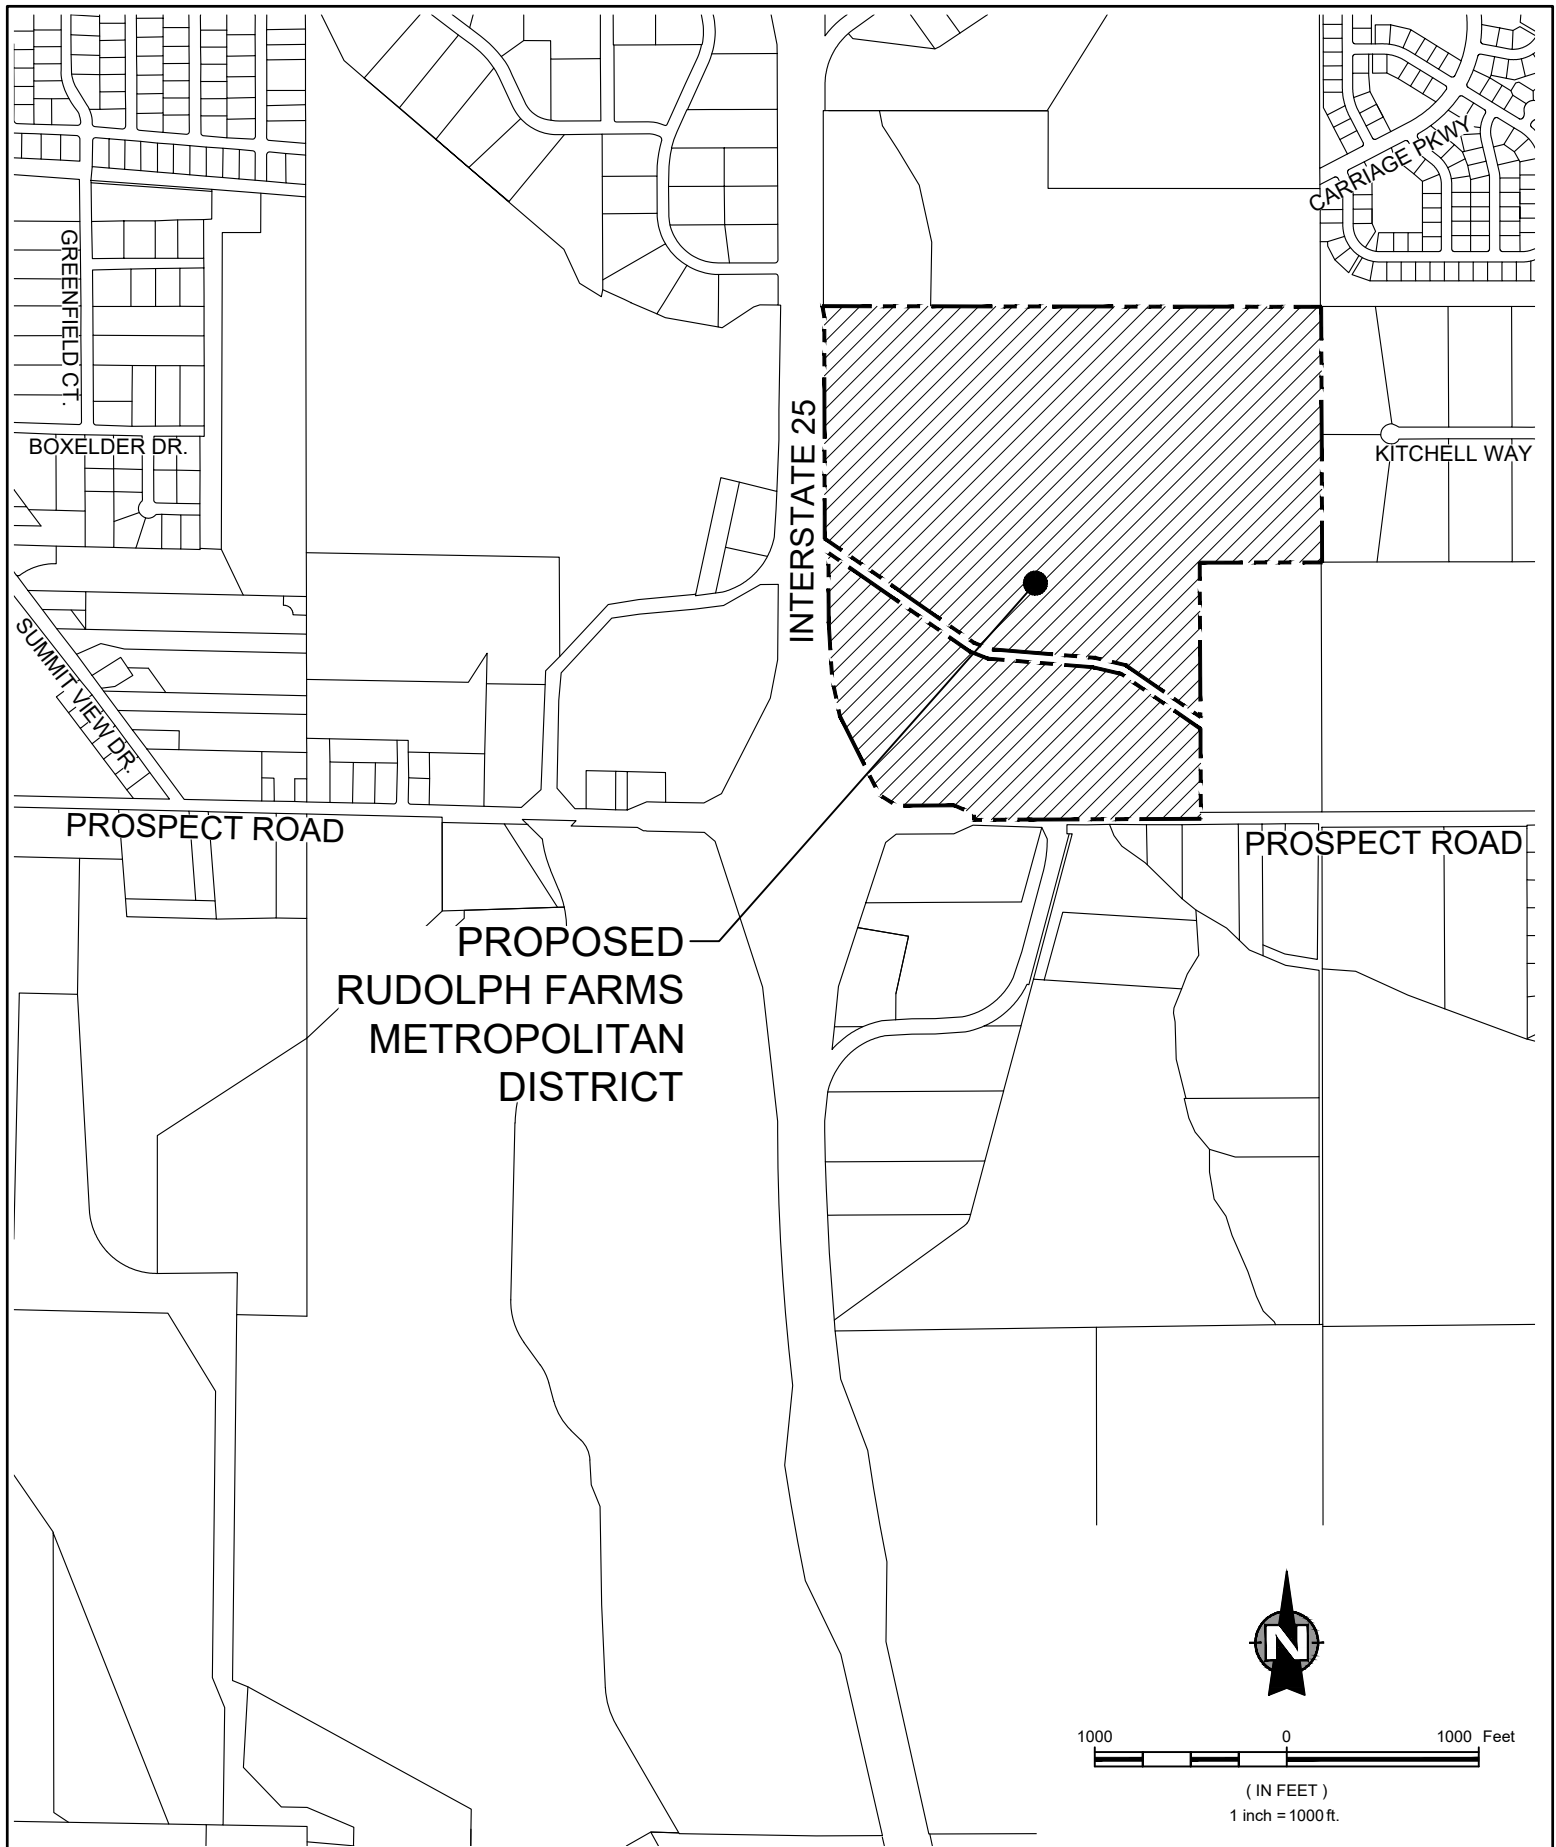 CARRIAGE PKWY
GREENFIELD CT.
BOXELDER DR.
INTERSTATE 25
KITCHELL WAY
SUMMIT VIEW DR.
PROSPECT ROAD
PROSPECT ROAD
PROPOSED
RUDOLPH FARMS
METROPOLITAN
DISTRICT
N
1000 0 1000 Feet
( IN FEET )
1 inch = 1000 ft.